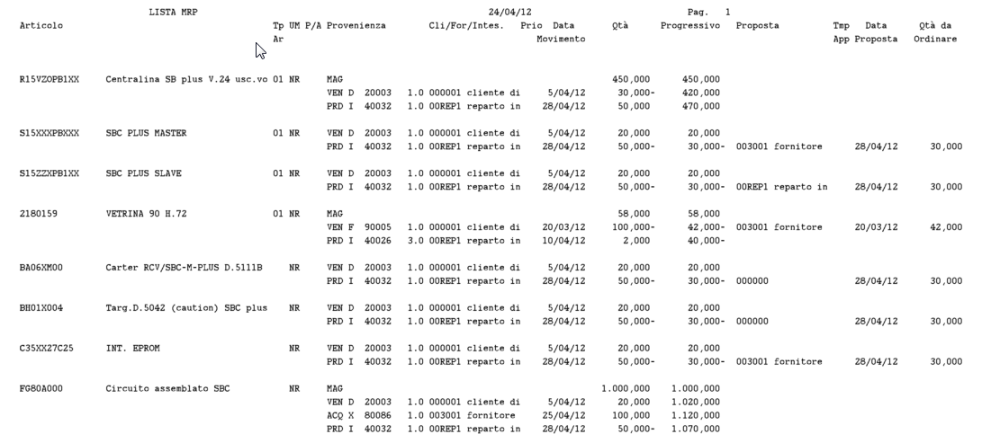 LISTA MRP 24/04/12 Pag. 1
Articolo Tp UM P/A Provenienza Cli/For/Intes. Prio Data Qtà Progressivo Proposta Tmp Data Qtà da
Ar Movimento App Proposta Ordinare
R15VZOPB1XX Centralina SB plus V.24 usc.vo 01 NR MAG 450,000 450,000
VEN D 20003 1.0 000001 cliente di 5/04/12 30,000- 420,000
PRD I 40032 1.0 00REP1 reparto in 28/04/12 50,000 470,000
S15XXXPBXXX SBC PLUS MASTER 01 NR VEN D 20003 1.0 000001 cliente di 5/04/12 20,000 20,000
PRD I 40032 1.0 00REP1 reparto in 28/04/12 50,000- 30,000- 003001 fornitore 28/04/12 30,000
S15ZZXPB1XX SBC PLUS SLAVE 01 NR VEN D 20003 1.0 000001 cliente di 5/04/12 20,000 20,000
PRD I 40032 1.0 00REP1 reparto in 28/04/12 50,000- 30,000- 00REP1 reparto in 28/04/12 30,000
2180159 VETRINA 90 H.72 01 NR MAG 58,000 58,000
VEN F 90005 1.0 000001 cliente di 20/03/12 100,000- 42,000- 003001 fornitore 20/03/12 42,000
PRD I 40026 3.0 00REP1 reparto in 10/04/12 2,000 40,000-
BA06XM00 Carter RCV/SBC-M-PLUS D.5111B NR VEN D 20003 1.0 000001 cliente di 5/04/12 20,000 20,000
PRD I 40032 1.0 00REP1 reparto in 28/04/12 50,000- 30,000- 000000 28/04/12 30,000
BH01X004 Targ.D.5042 (caution) SBC plus NR VEN D 20003 1.0 000001 cliente di 5/04/12 20,000 20,000
PRD I 40032 1.0 00REP1 reparto in 28/04/12 50,000- 30,000- 000000 28/04/12 30,000
C35XX27C25 INT. EPROM NR VEN D 20003 1.0 000001 cliente di 5/04/12 20,000 20,000
PRD I 40032 1.0 00REP1 reparto in 28/04/12 50,000- 30,000- 003001 fornitore 28/04/12 30,000
FG80A000 Circuito assemblato SBC NR MAG 1.000,000 1.000,000
VEN D 20003 1.0 000001 cliente di 5/04/12 20,000 1.020,000
ACQ X 80086 1.0 003001 fornitore 25/04/12 100,000 1.120,000
PRD I 40032 1.0 00REP1 reparto in 28/04/12 50,000- 1.070,000